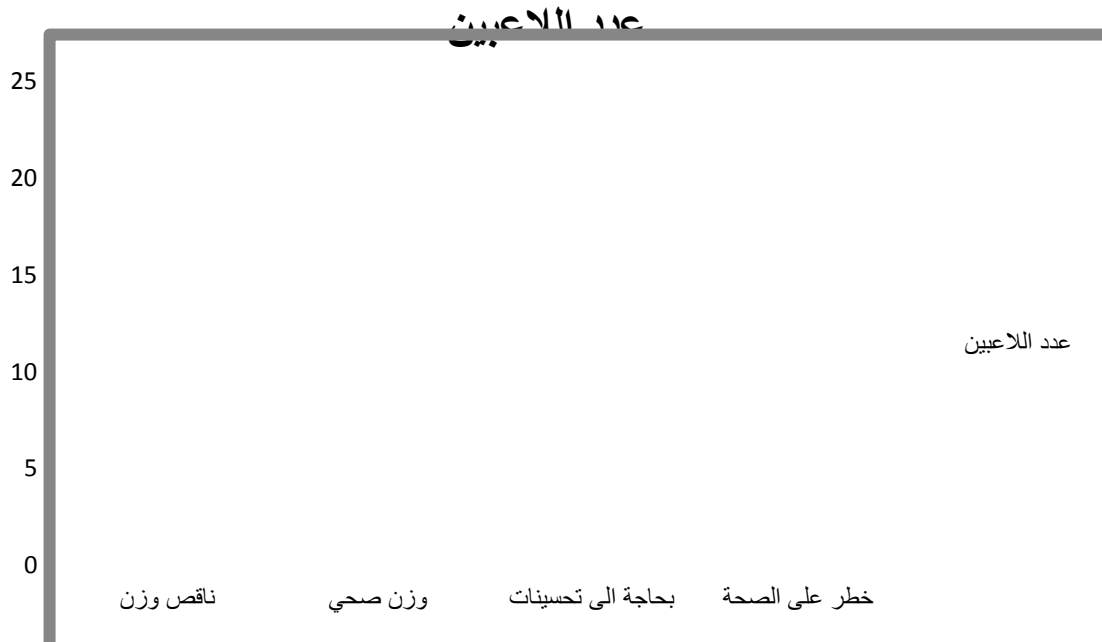 عدد اللاعبين
25
20
15
عدد اللاعبين
10
5
0
ناقص وزن
وزن صحي
بحاجة الى تحسينات
خطر على الصحة